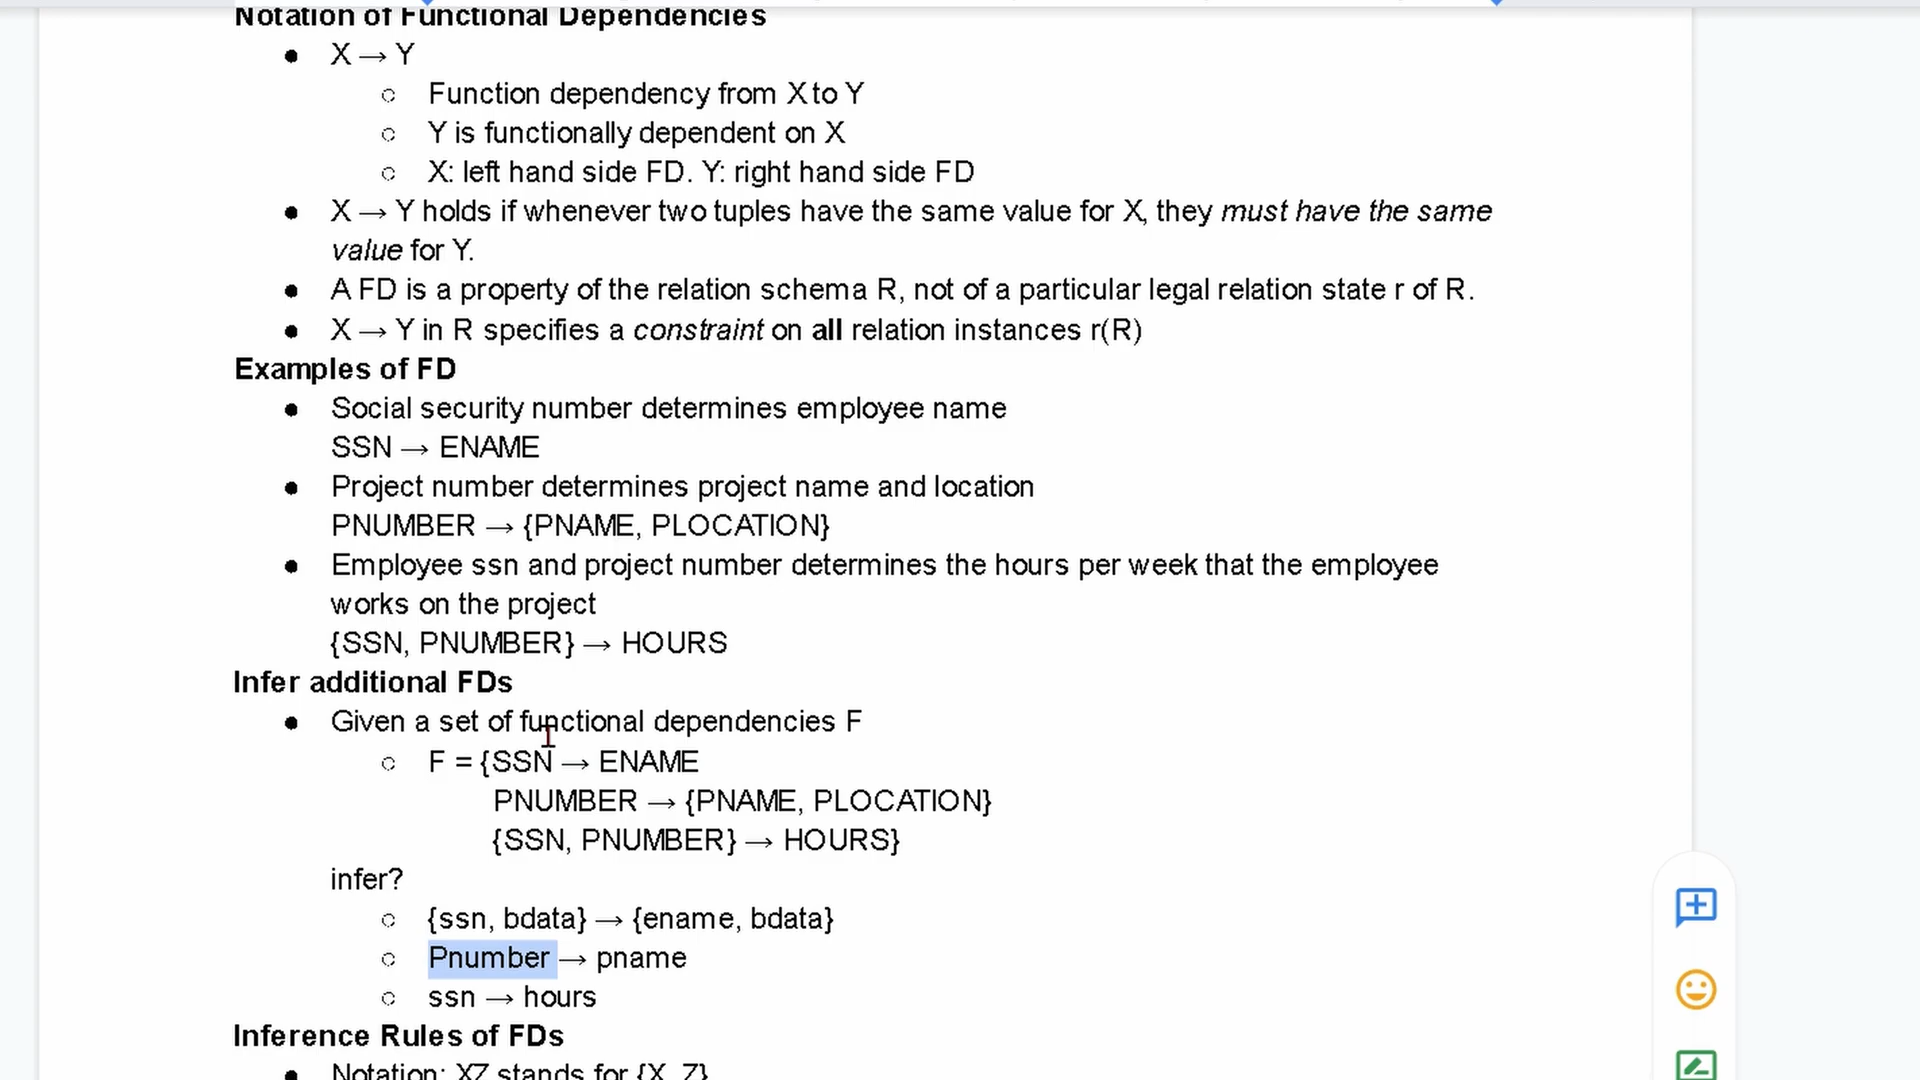 Notation of Functional Dependencies
● X → Y
○ Function dependency from X to Y
○ Y is functionally dependent on X
○ X: left hand side FD. Y: right hand side FD
● X → Y holds if whenever two tuples have the same value for X, they must have the same
value for Y.
● A FD is a property of the relation schema R, not of a particular legal relation state r of R.
● X → Y in R specifies a constraint on all relation instances r(R)
Examples of FD
● Social security number determines employee name
SSN → ENAME
● Project number determines project name and location
PNUMBER → {PNAME, PLOCATION}
● Employee ssn and project number determines the hours per week that the employee
works on the project
{SSN, PNUMBER} → HOURS
Infer additional FDs
● Given a set of functional dependencies F
○ F = {SSN → ENAME
PNUMBER → {PNAME, PLOCATION}
{SSN, PNUMBER} → HOURS}
infer?
○ {ssn, bdata} → {ename, bdata}
○ Pnumber → pname
○ ssn → hours
Inference Rules of FDs
● Notation: XZ stands for {X, Z}